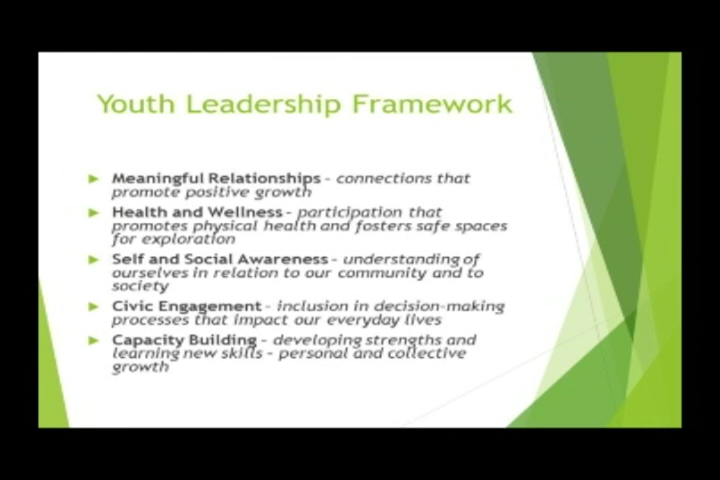 Youth Leadership Framework
Meaningful Relationships – connections that
promote positive growth
Health and Wellness – participation that
promotes physical health and fosters safe spaces
for exploration
Self and Social Awareness – understanding of
ourselves in relation to our community and to
society
Civic Engagement – inclusion in decision-making
processes that impact our everyday lives
Capacity Building – developing strengths and
learning new skills – personal and collective
growth